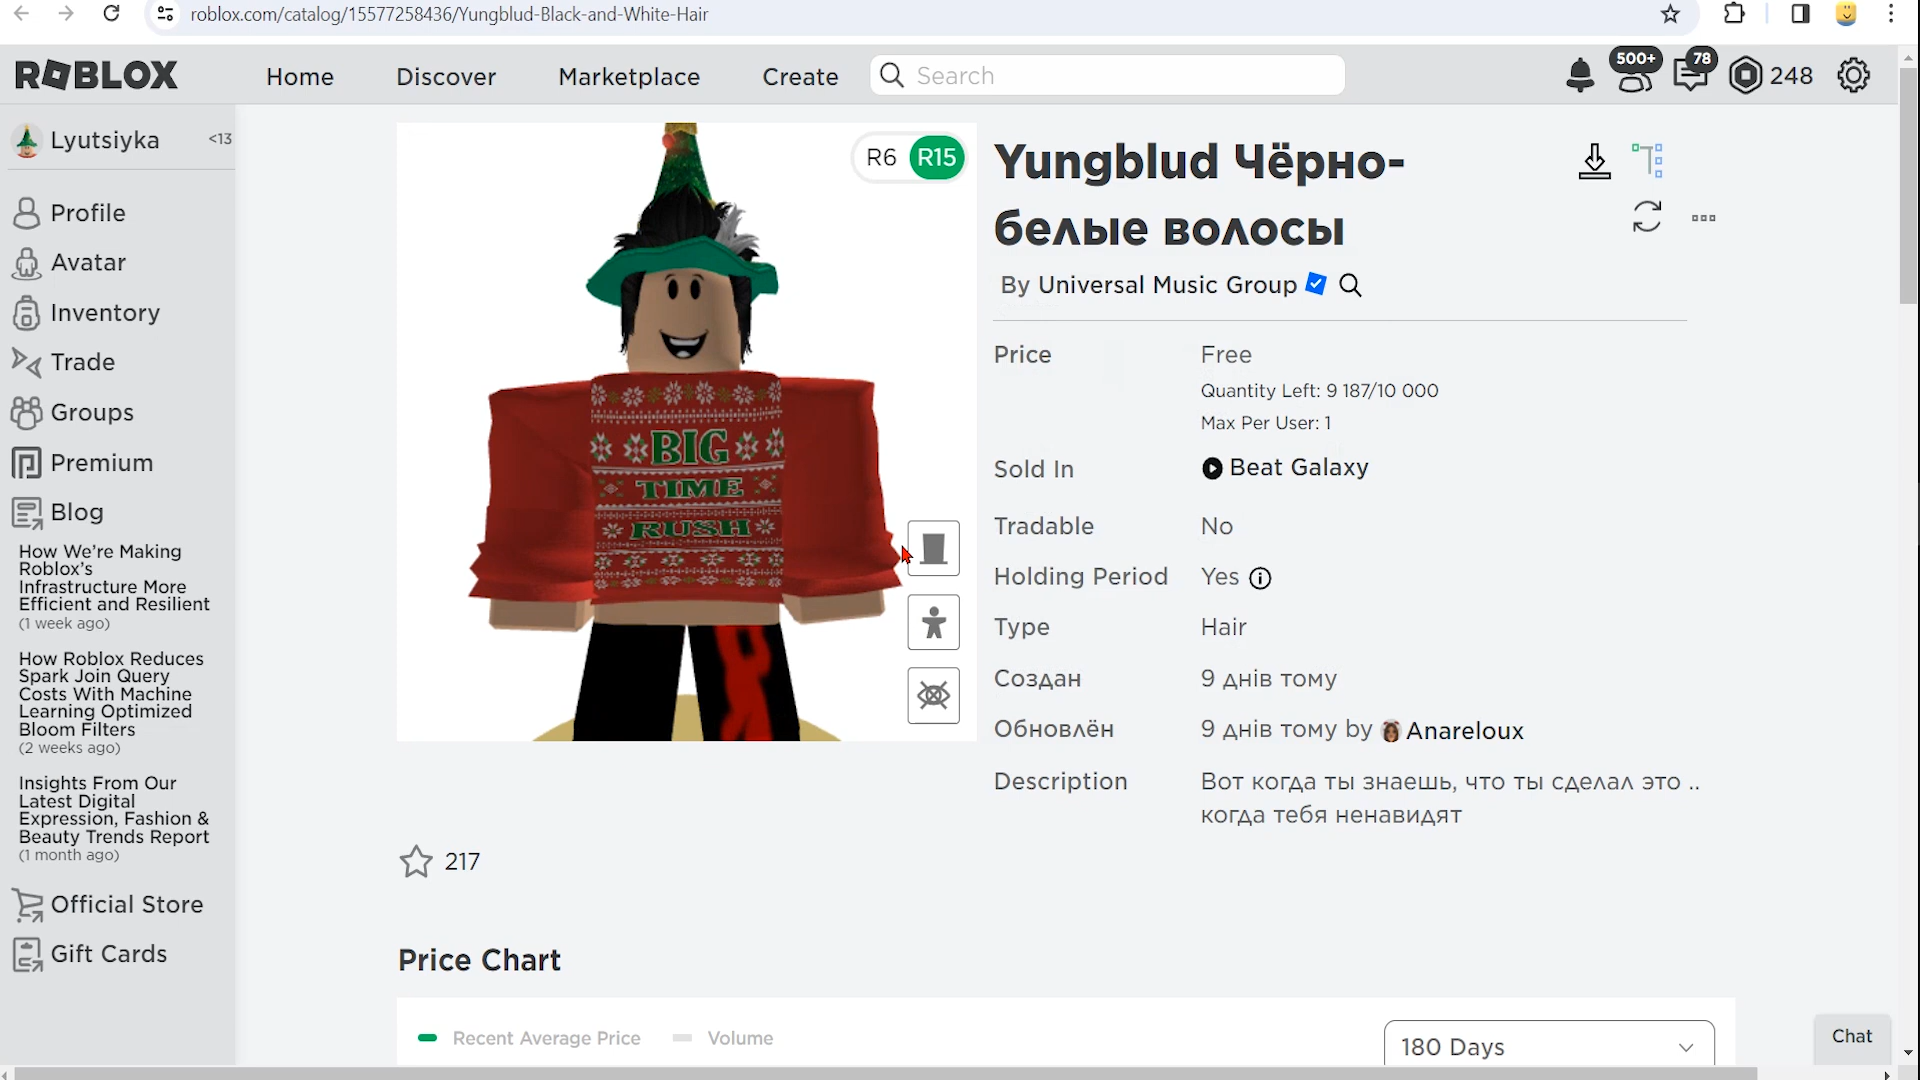 roblox.com/catalog/15577258436/Yungblud-Black-and-White-Hair
ROBLOX
Home
Discover
Marketplace
Create
Search
500+
78
248
Lyutsiyka
<13
Profile
Avatar
Inventory
Trade
Groups
Premium
Blog
How We're Making
Roblox's
Infrastructure More
Efficient and Resilient
(1 week ago)
How Roblox Reduces
Spark Join Query
Costs With Machine
Learning Optimized
Bloom Filters
(2 weeks ago)
Insights From Our
Latest Digital
Expression, Fashion &
Beauty Trends Report
(1 month ago)
Official Store
Gift Cards
R6
R15
BIG
TIME
RUSH
217
Yungblud Чёрно-
белые волосы
By Universal Music Group
Price
Free
Quantity Left: 9 187/10 000
Max Per User: 1
Sold In
Beat Galaxy
Tradable
No
Holding Period
Yes
Type
Hair
Создан
9 днів тому
Обновлён
9 днів тому by Anareloux
Description
Вот когда ты знаешь, что ты сделал это ..
когда тебя ненавидят
Price Chart
Recent Average Price
Volume
180 Days
Chat